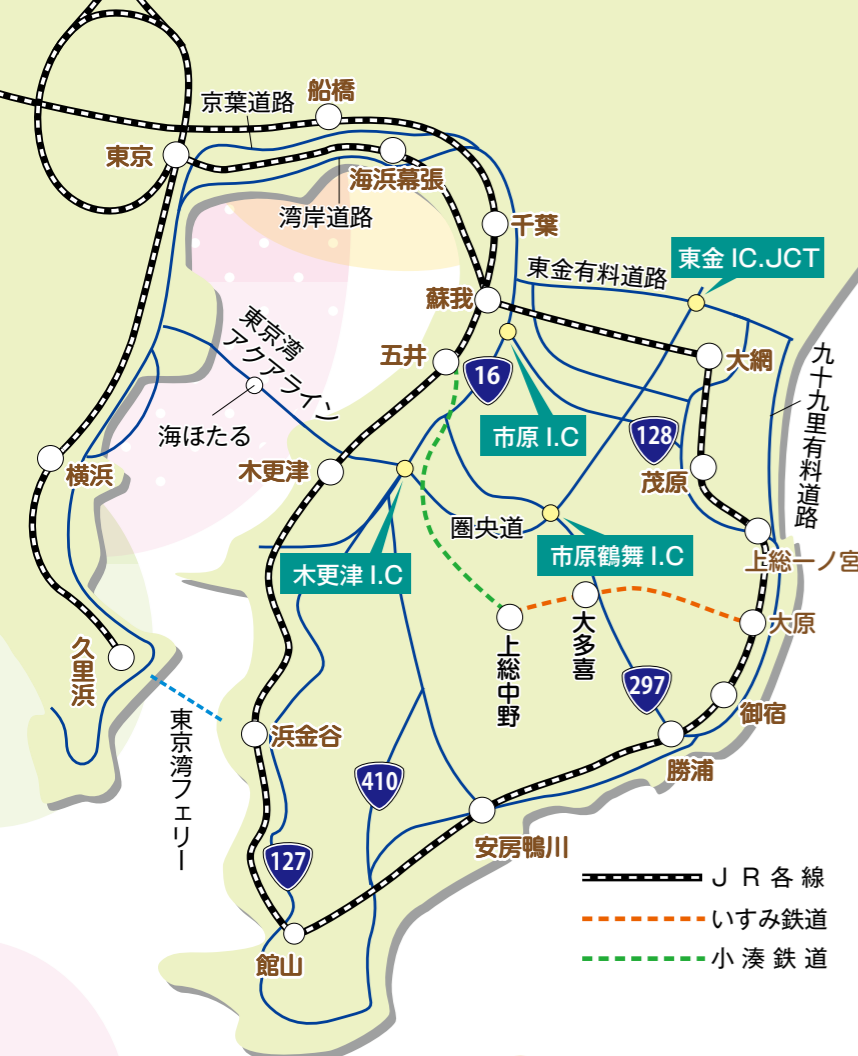 船橋
京葉道路
東京
海浜幕張
湾岸道路
千葉
東金 IC.JCT
東金有料道路
蘇我
東京湾
アクアライン
五井
16
大網
九十九里有料道路
海ほたる
市原 I.C
128
横浜
木更津
茂原
圏央道
木更津 I.C
市原鶴舞 I.C
上総一ノ宮
大多喜
大原
上総中野
久里浜
297
御宿
東京湾フェリー
浜金谷
勝浦
410
安房鴨川
127
館山
J R 各 線
いすみ鉄道
小 湊 鉄 道